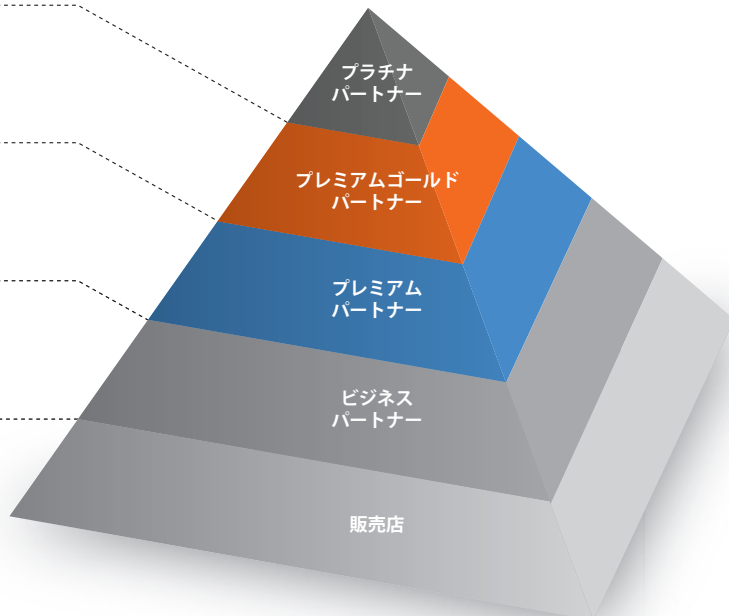 プラチナ
パートナー
プレミアムゴールド
パートナー
プレミアム
パートナー
ビジネス
パートナー
販売店